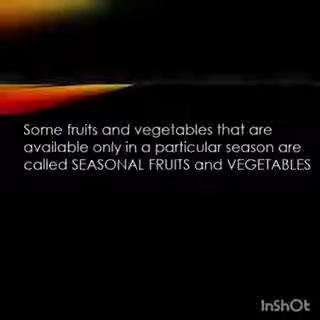 Some fruits and vegetables that are
available only in a particular season are
called SEASONAL FRUITS and VEGETABLES
InShOt